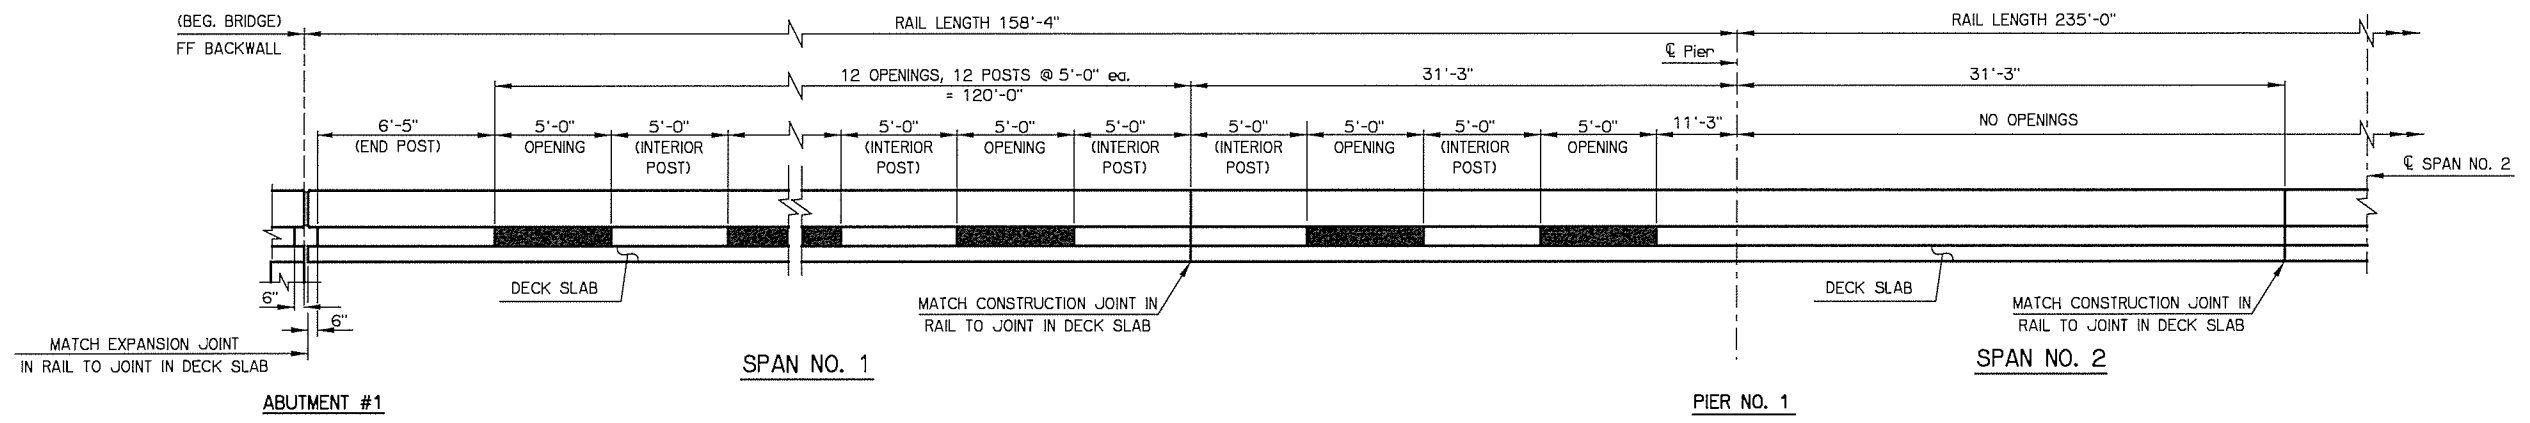 (BEG. BRIDGE)
FF BACKWALL
RAIL LENGTH 158'-4"
RAIL LENGTH 235'-0"
℄ Pier
12 OPENINGS, 12 POSTS @ 5'-0" ea.
= 120'-0"
31'-3"
31'-3"
6'-5"
(END POST)
5'-0"
OPENING
5'-0"
(INTERIOR
POST)
5'-0"
(INTERIOR
POST)
5'-0"
OPENING
5'-0"
(INTERIOR
POST)
5'-0"
(INTERIOR
POST)
5'-0"
OPENING
5'-0"
(INTERIOR
POST)
5'-0"
OPENING
11'-3"
NO OPENINGS
℄ SPAN NO. 2
6"
6"
DECK SLAB
MATCH CONSTRUCTION JOINT IN
RAIL TO JOINT IN DECK SLAB
DECK SLAB
MATCH CONSTRUCTION JOINT IN
RAIL TO JOINT IN DECK SLAB
MATCH EXPANSION JOINT
IN RAIL TO JOINT IN DECK SLAB
SPAN NO. 1
SPAN NO. 2
ABUTMENT #1
PIER NO. 1